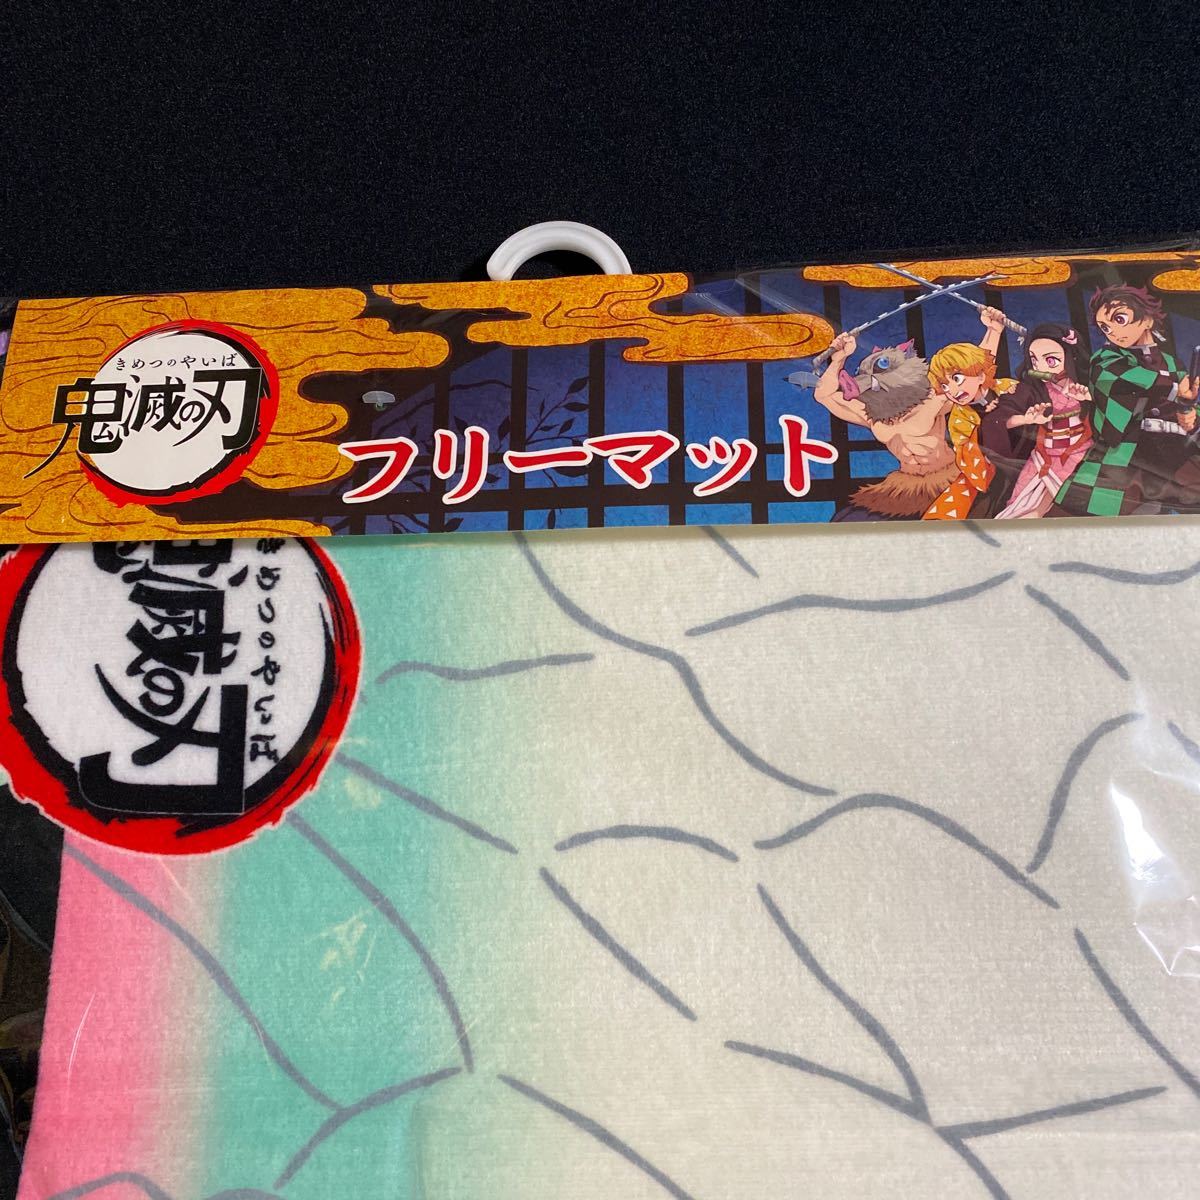 きめつのやいば
鬼滅の刃
フリーマット
きめつのやいば
鬼滅の刃